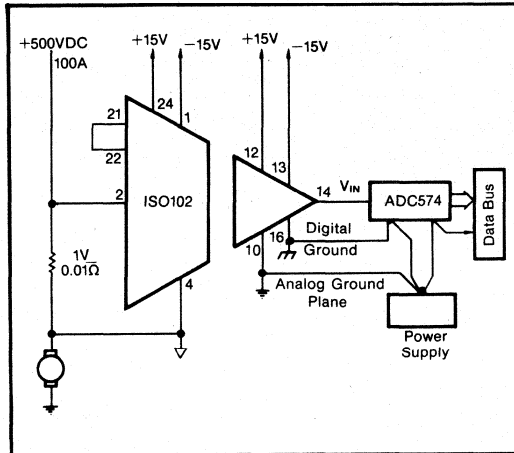 +500VDC
100A
+15V
−15V
+15V
−15V
21
24
1
22
2
ISO102
4
1V
0.01Ω
12
13
14
VIN
16
10
ADC574
Data Bus
Digital
Ground
Analog Ground
Plane
Power
Supply